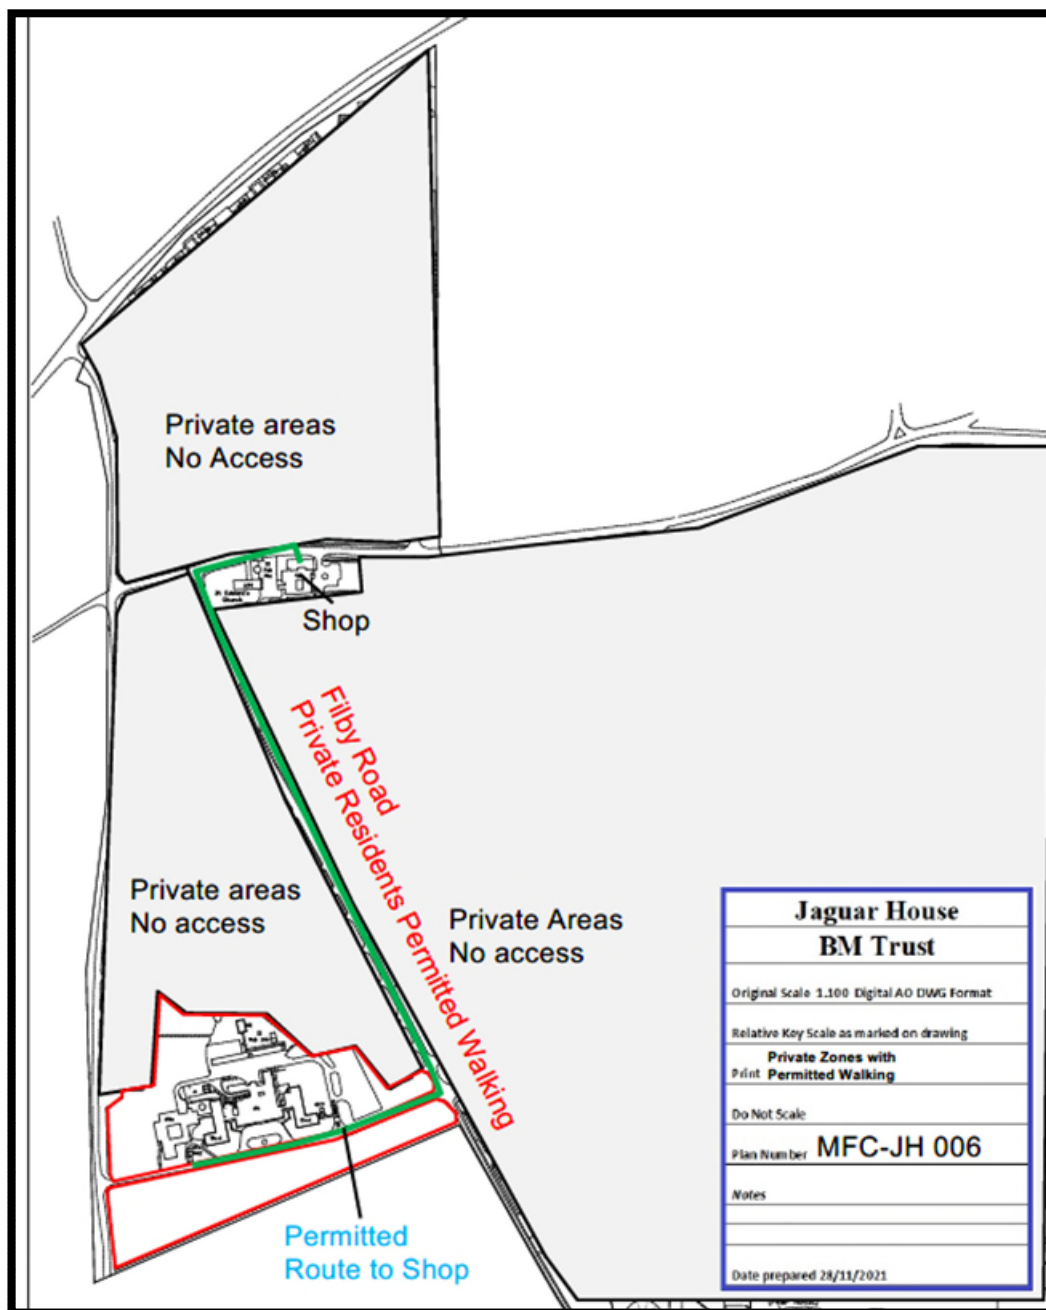 Private areas
No Access
Shop
Filby Road
Private Residents Permitted Walking
Private areas
No access
Private Areas
No access
Permitted
Route to Shop
Jaguar House
BM Trust
Original Scale 1.100 Digital AO DWG Format
Relative Key Scale as marked on drawing
Print Private Zones with
Permitted Walking
Do Not Scale
Plan Number MFC-JH 006
Notes
Date prepared 28/11/2021